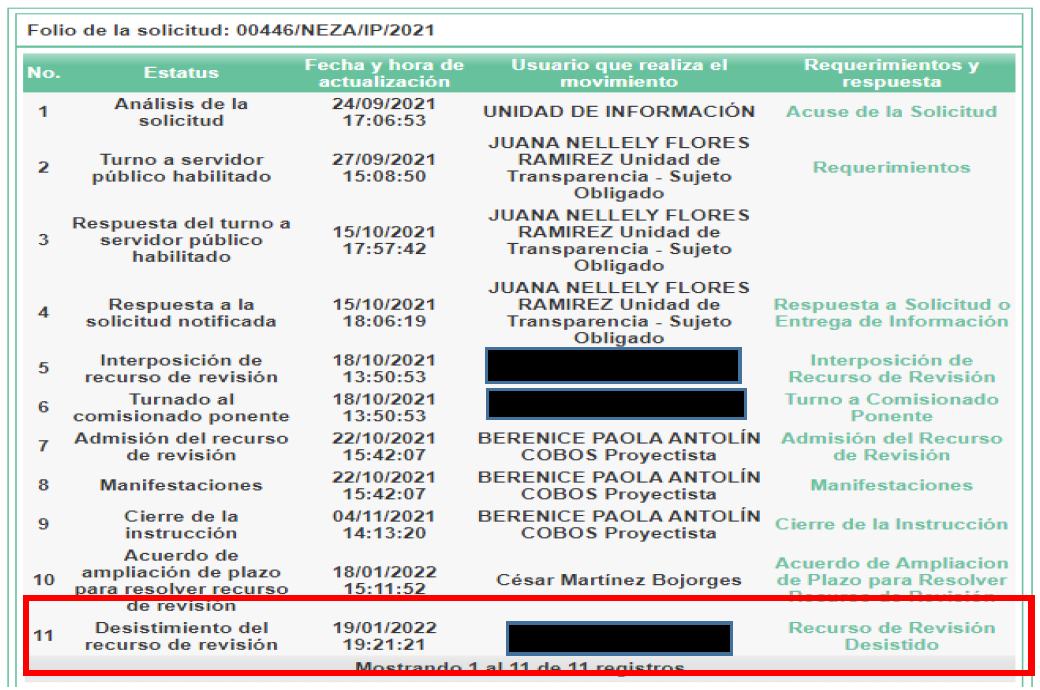 Folio de la solicitud: 00446/NEZA/IP/2021
No. Estatus Fecha y hora de actualización Usuario que realiza el movimiento Requerimientos y respuesta
1 Análisis de la solicitud 24/09/2021 17:06:53 UNIDAD DE INFORMACIÓN Acuse de la Solicitud
2 Turno a servidor público habilitado 27/09/2021 15:08:50 JUANA NELLELY FLORES RAMIREZ Unidad de Transparencia - Sujeto Obligado Requerimientos
3 Respuesta del turno a servidor público habilitado 15/10/2021 17:57:42 JUANA NELLELY FLORES RAMIREZ Unidad de Transparencia - Sujeto Obligado
4 Respuesta a la solicitud notificada 15/10/2021 18:06:19 JUANA NELLELY FLORES RAMIREZ Unidad de Transparencia - Sujeto Obligado Respuesta a Solicitud o Entrega de Información
5 Interposición de recurso de revisión 18/10/2021 13:50:53 Interposición de Recurso de Revisión
6 Turnado al comisionado ponente 18/10/2021 13:50:53 Turno a Comisionado Ponente
7 Admisión del recurso de revisión 22/10/2021 15:42:07 BERENICE PAOLA ANTOLÍN COBOS Proyectista Admisión del Recurso de Revisión
8 Manifestaciones 22/10/2021 15:42:07 BERENICE PAOLA ANTOLÍN COBOS Proyectista Manifestaciones
9 Cierre de la instrucción 04/11/2021 14:13:20 BERENICE PAOLA ANTOLÍN COBOS Proyectista Cierre de la Instrucción
10 Acuerdo de ampliación de plazo para resolver recurso de revisión 18/01/2022 15:11:52 César Martínez Bojorges Acuerdo de Ampliacion de Plazo para Resolver Recurso de Revisión
11 Desistimiento del recurso de revisión 19/01/2022 19:21:21 Recurso de Revisión Desistido
Mostrando 1 al 11 de 11 registros